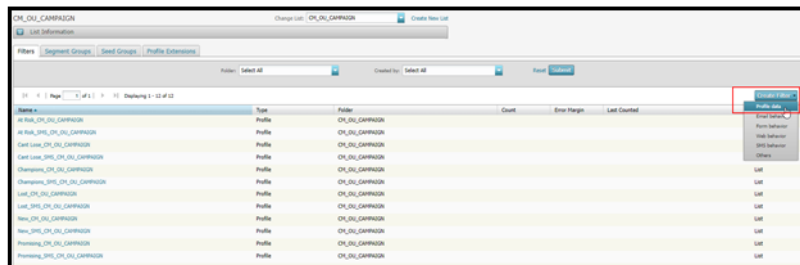 CM_OU_CAMPAIGN Change List: CM_OU_CAMPAIGN Create New List
List Information
Filters Segment Groups Seed Groups Profile Extensions
Folder: Select All Created by: Select All Reset Submit
Page 1 of 1 Displaying 1 - 12 of 12 Create Filter
Name Type Folder Count Error Margin Last Counted
Profile data
At Risk_CM_OU_CAMPAIGN Profile CM_OU_CAMPAIGN
Email behavior
Form behavior
At Risk_SMS_CM_OU_CAMPAIGN Profile CM_OU_CAMPAIGN
Web behavior
Cant Lose_CM_OU_CAMPAIGN Profile CM_OU_CAMPAIGN
SMS behavior
Cant Lose_SMS_CM_OU_CAMPAIGN Profile CM_OU_CAMPAIGN
Others
Champions_CM_OU_CAMPAIGN Profile CM_OU_CAMPAIGN List
Champions_SMS_CM_OU_CAMPAIGN Profile CM_OU_CAMPAIGN List
Lost_CM_OU_CAMPAIGN Profile CM_OU_CAMPAIGN List
Lost_SMS_CM_OU_CAMPAIGN Profile CM_OU_CAMPAIGN List
New_CM_OU_CAMPAIGN Profile CM_OU_CAMPAIGN List
New_SMS_CM_OU_CAMPAIGN Profile CM_OU_CAMPAIGN List
Promising_CM_OU_CAMPAIGN Profile CM_OU_CAMPAIGN List
Promising_SMS_CM_OU_CAMPAIGN Profile CM_OU_CAMPAIGN List